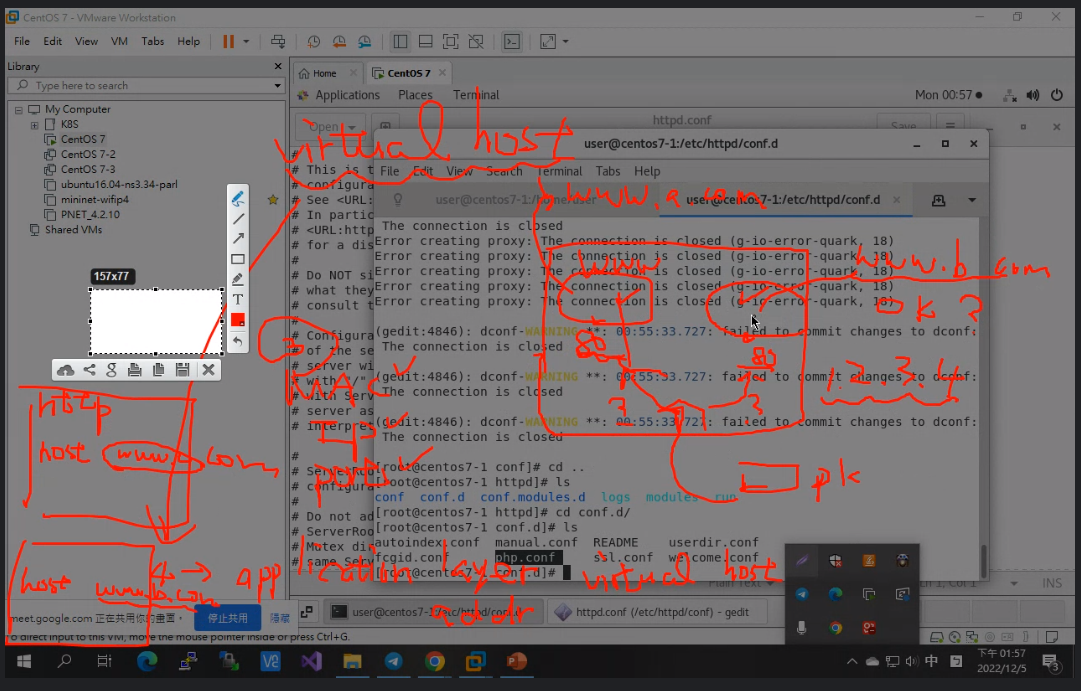 CentOS 7 - VMware Workstation
File Edit View VM Tabs Help
Library
Type here to search
My Computer
K8S
CentOS 7
CentOS 7-2
CentOS 7-3
ubuntu16.04-ns3.34-parl
mininet-wifip4
PNET_4.2.10
Shared VMs
157x77
Home
CentOS 7
Applications Places Terminal
Mon 00:57
Open
httpd.conf
Save
virtual host
# This is t
# configura
# See <URL:
# In partic
# <URL:http
# for a dis
#
# Do NOT si
# what they
# consult t
#
# Configura
# of the se
# server wi
# with "/"
# with Serv
# server as
# interpret
#
# ServerRoo
# configura
#
# Do not ad
# ServerRoo
# Mutex dir
# same Serv
user@centos7-1:/etc/httpd/conf.d
File Edit View Search Terminal Tabs Help
user@centos7-1:/home/user
user@centos7-1:/etc/httpd/conf.d
The connection is closed
Error creating proxy: The connection is closed (g-io-error-quark, 18)
Error creating proxy: The connection is closed (g-io-error-quark, 18)
Error creating proxy: The connection is closed (g-io-error-quark, 18)
Error creating proxy: The connection is closed (g-io-error-quark, 18)
Error creating proxy: The connection is closed (g-io-error-quark, 18)
(gedit:4846): dconf-WARNING **: 00:55:33.727: failed to commit changes to dconf:
The connection is closed
(gedit:4846): dconf-WARNING **: 00:55:33.727: failed to commit changes to dconf:
The connection is closed
(gedit:4846): dconf-WARNING **: 00:55:33.727: failed to commit changes to dconf:
The connection is closed
[root@centos7-1 conf]# cd ..
[root@centos7-1 httpd]# ls
conf conf.d conf.modules.d logs modules run
[root@centos7-1 httpd]# cd conf.d/
[root@centos7-1 conf.d]# ls
autoindex.conf manual.conf README userdir.conf
fcgid.conf php.conf ssl.conf welcome.conf
[root@centos7-1 conf.d]#
www.a.com
www
www.b.com
ok?
80
80
1.2.3.4
3
MAC
IP
port
pk
http
host www.a.com
host www.b.com
application layer virtual host
addr
Plain Text
INS
meet.google.com 正在共用你的畫面。
停止共用
隱藏
user@centos7-1:/etc/httpd/conf.d
httpd.conf (/etc/httpd/conf) - gedit
To direct input to this VM, move the mouse pointer inside or press Ctrl+G.
中
下午 01:57
2022/12/5
3